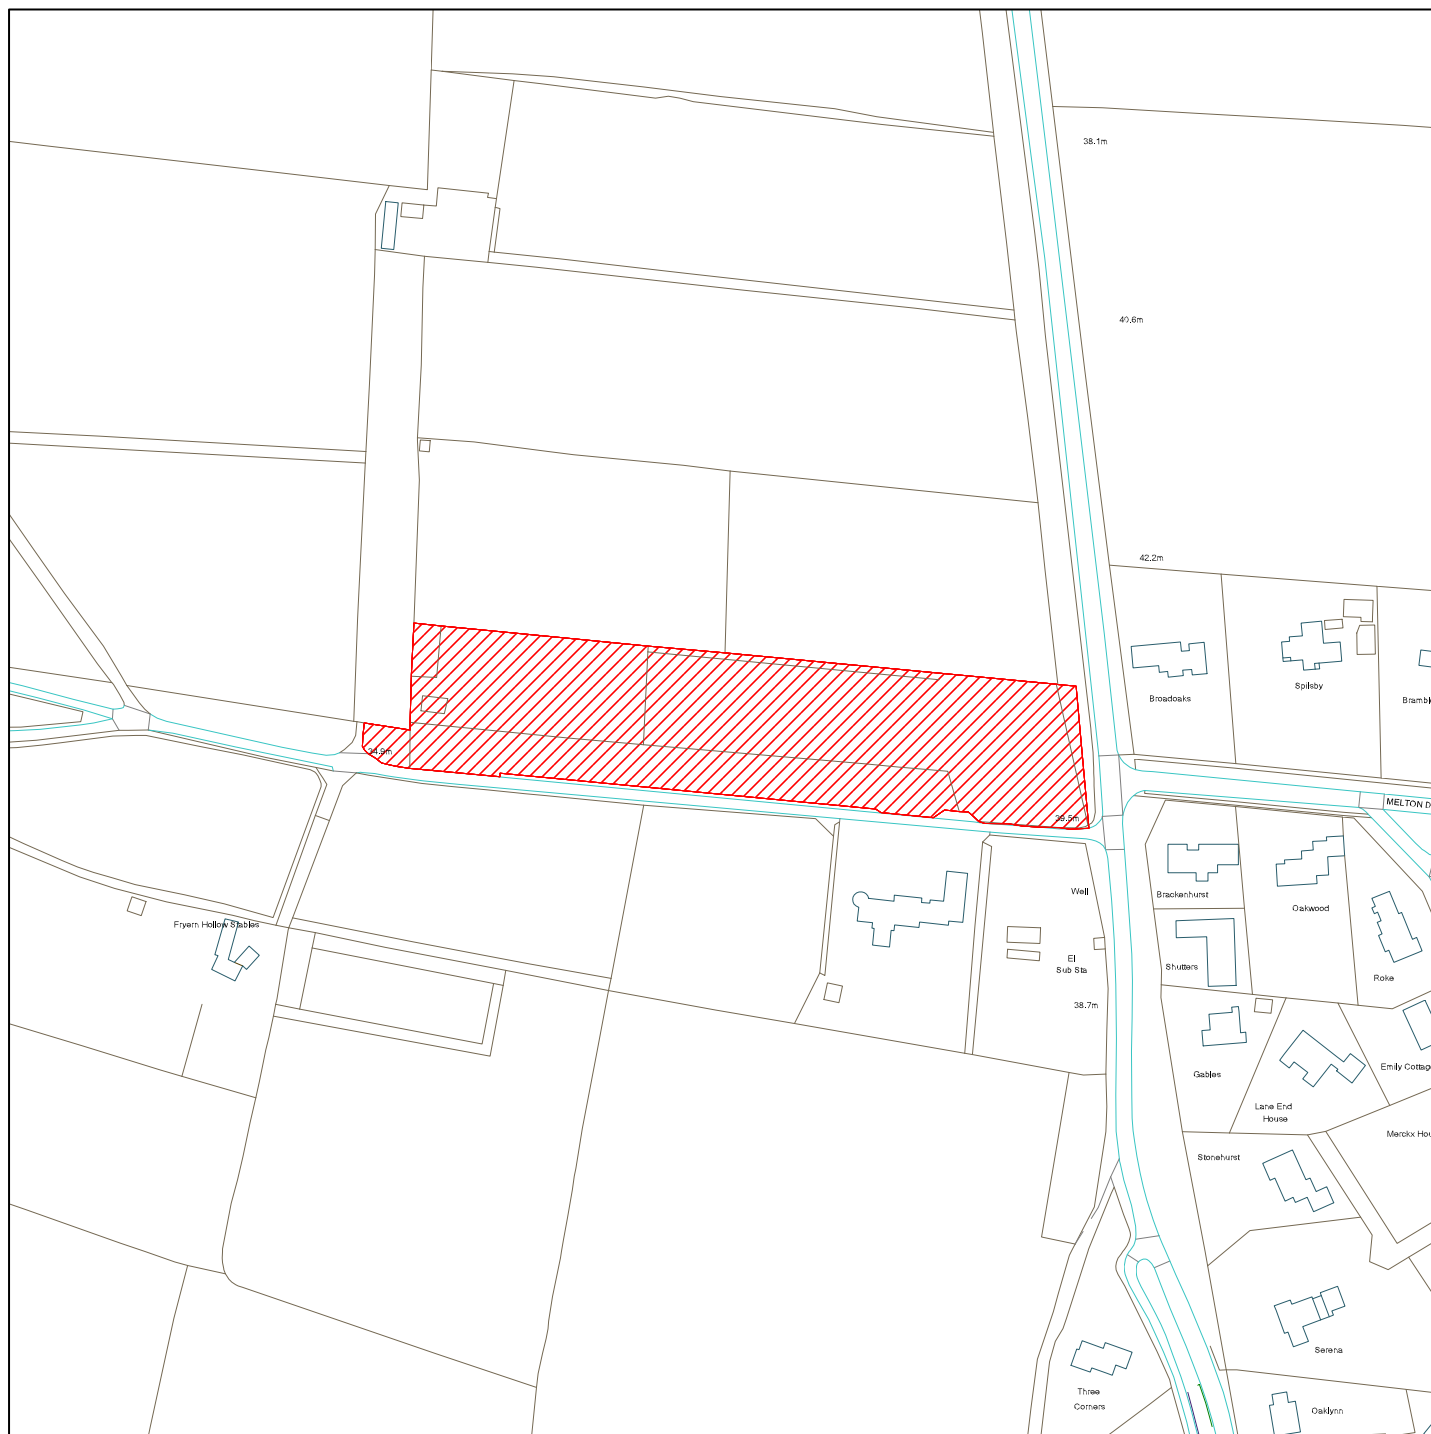 38.1m
40.6m
42.2m
Broadoaks
Spilsby
Brambl
34.9m
39.5m
MELTON D
Well
Brackenhurst
Oakwood
Fryern Hollow Stables
El
Sub Sta
Shutters
Roke
38.7m
Gables
Emily Cottag
Lane End
House
Merckx Hou
Stonehurst
Serena
Three
Corners
Oaklynn